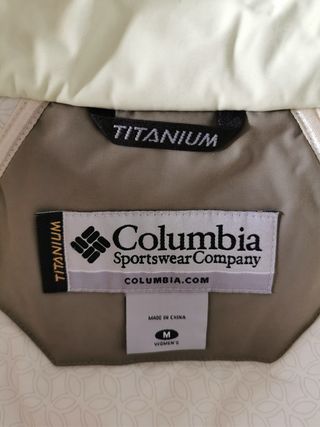 TITANIUM
TITANIUM
Columbia
Sportswear Company
COLUMBIA.COM
MADE IN CHINA
M
WOMEN'S